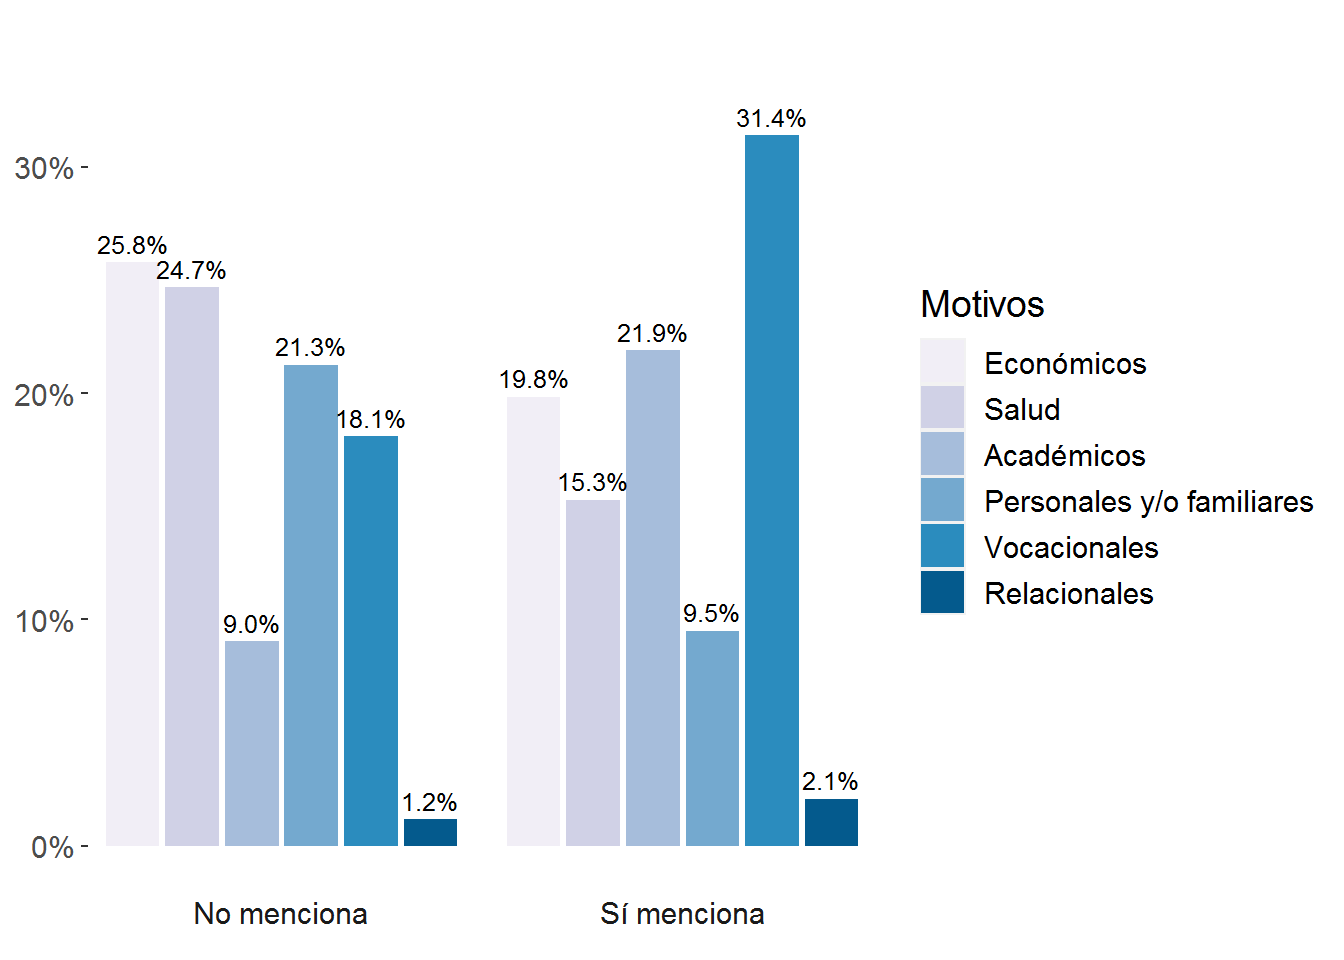 31.4%
30%
25.8%
24.7%
21.3%
21.9%
20%
19.8%
18.1%
15.3%
10%
9.0%
9.5%
1.2%
2.1%
0%
No menciona
Sí menciona
Motivos
Económicos
Salud
Académicos
Personales y/o familiares
Vocacionales
Relacionales